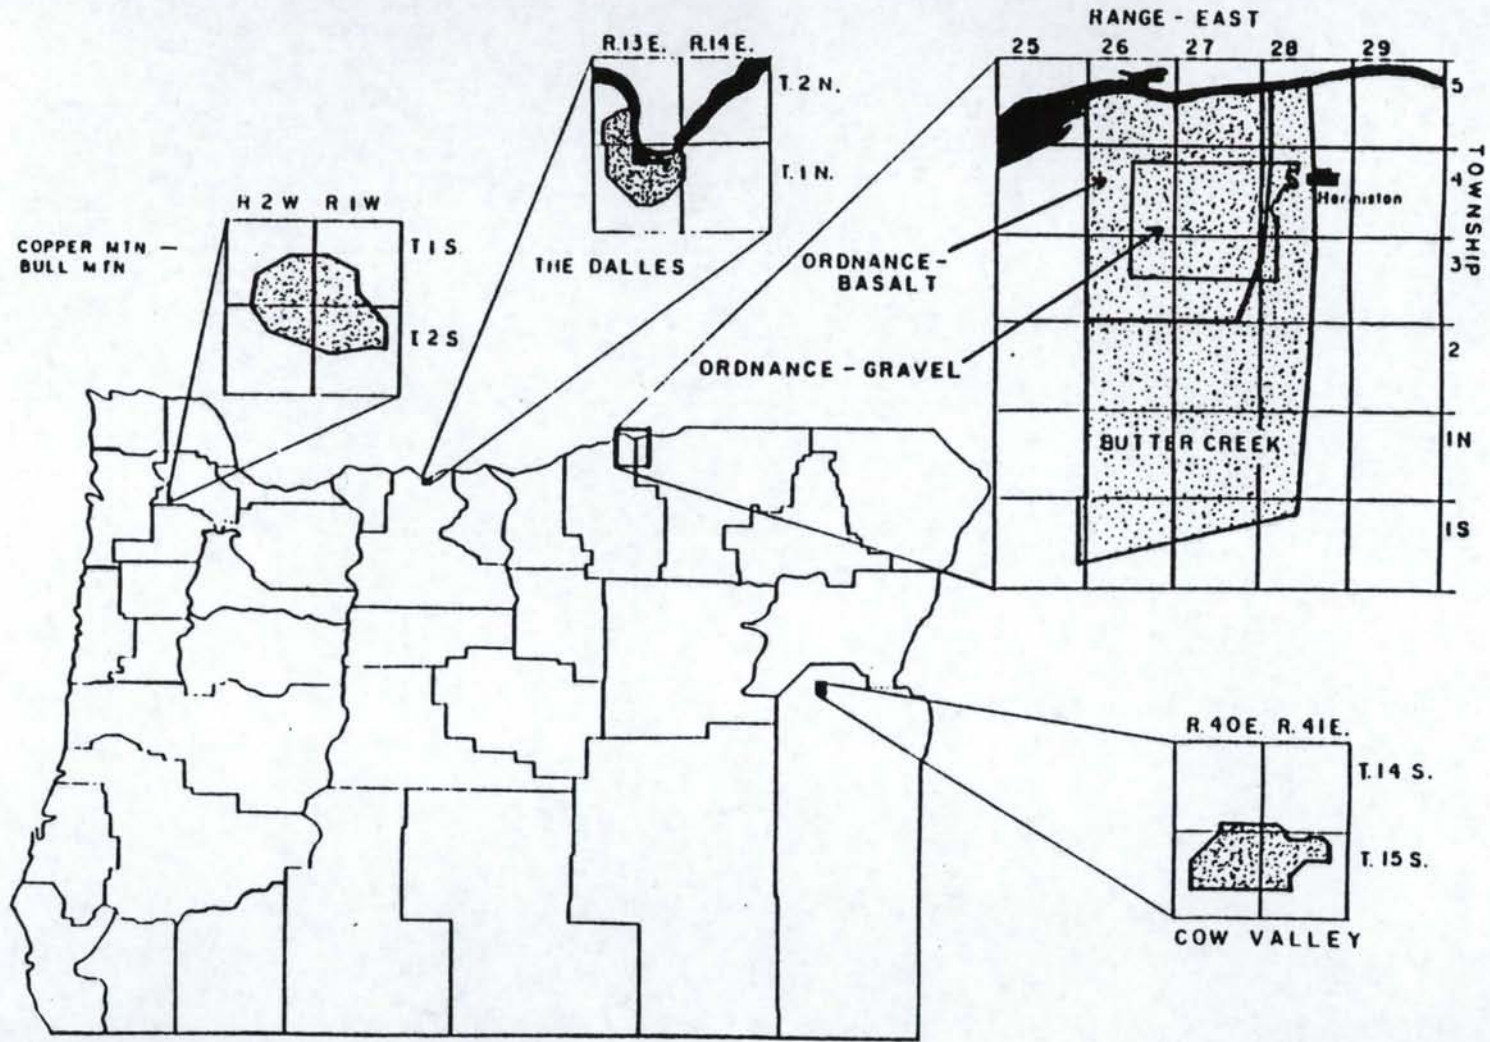 RANGE - EAST
25 26 27 28 29
5
4
3
2
1N
1S
TOWNSHIP
Hermiston
ORDNANCE-
BASALT
ORDNANCE - GRAVEL
BUTTER CREEK
R.13E. R.14E.
T.2 N.
T.1 N.
THE DALLES
R 2 W R 1 W
T 1 S.
T 2 S
COPPER MTN —
BULL MTN
R.40E. R.41E.
T.14 S.
T.15 S.
COW VALLEY